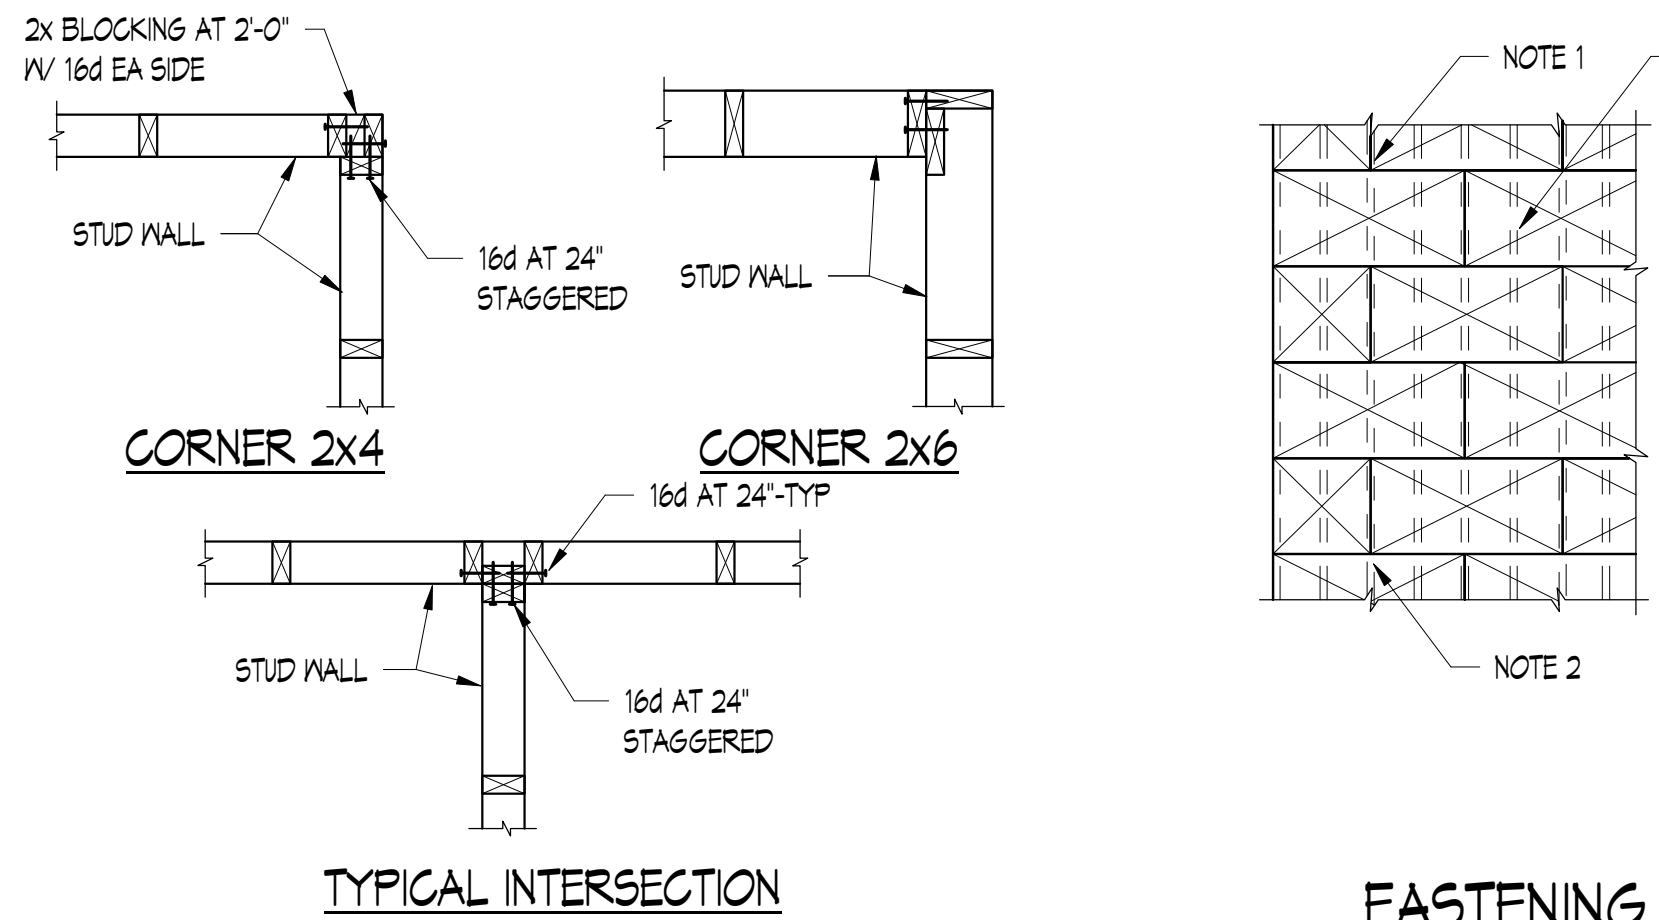 2x BLOCKING AT 2'-0"
W/ 16d EA SIDE
STUD WALL
16d AT 24"
STAGGERED
CORNER 2x4
STUD WALL
CORNER 2x6
16d AT 24"-TYP
STUD WALL
16d AT 24"
STAGGERED
TYPICAL INTERSECTION
NOTE 1
NOTE 2
FASTENING